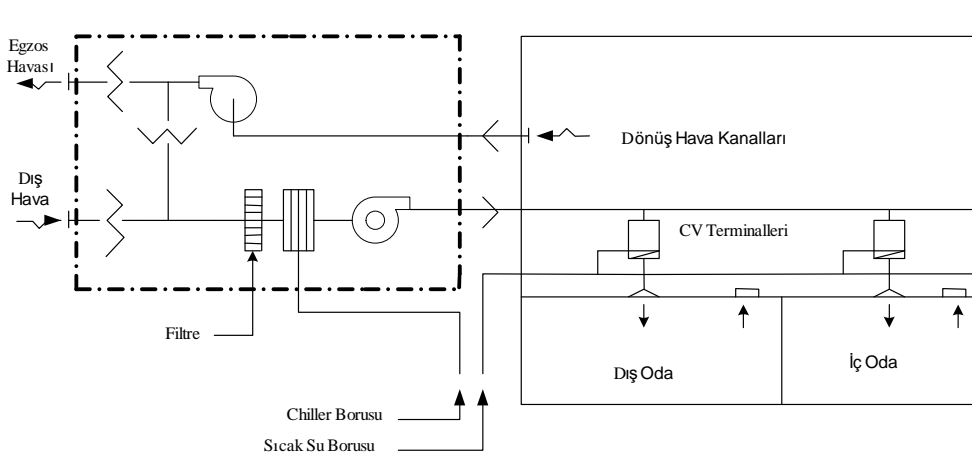 Egzos
Havası
Dönüş Hava Kanalları
Dış
Hava
CV Terminalleri
Filtre
Dış Oda
İç Oda
Chiller Borusu
Sıcak Su Borusu